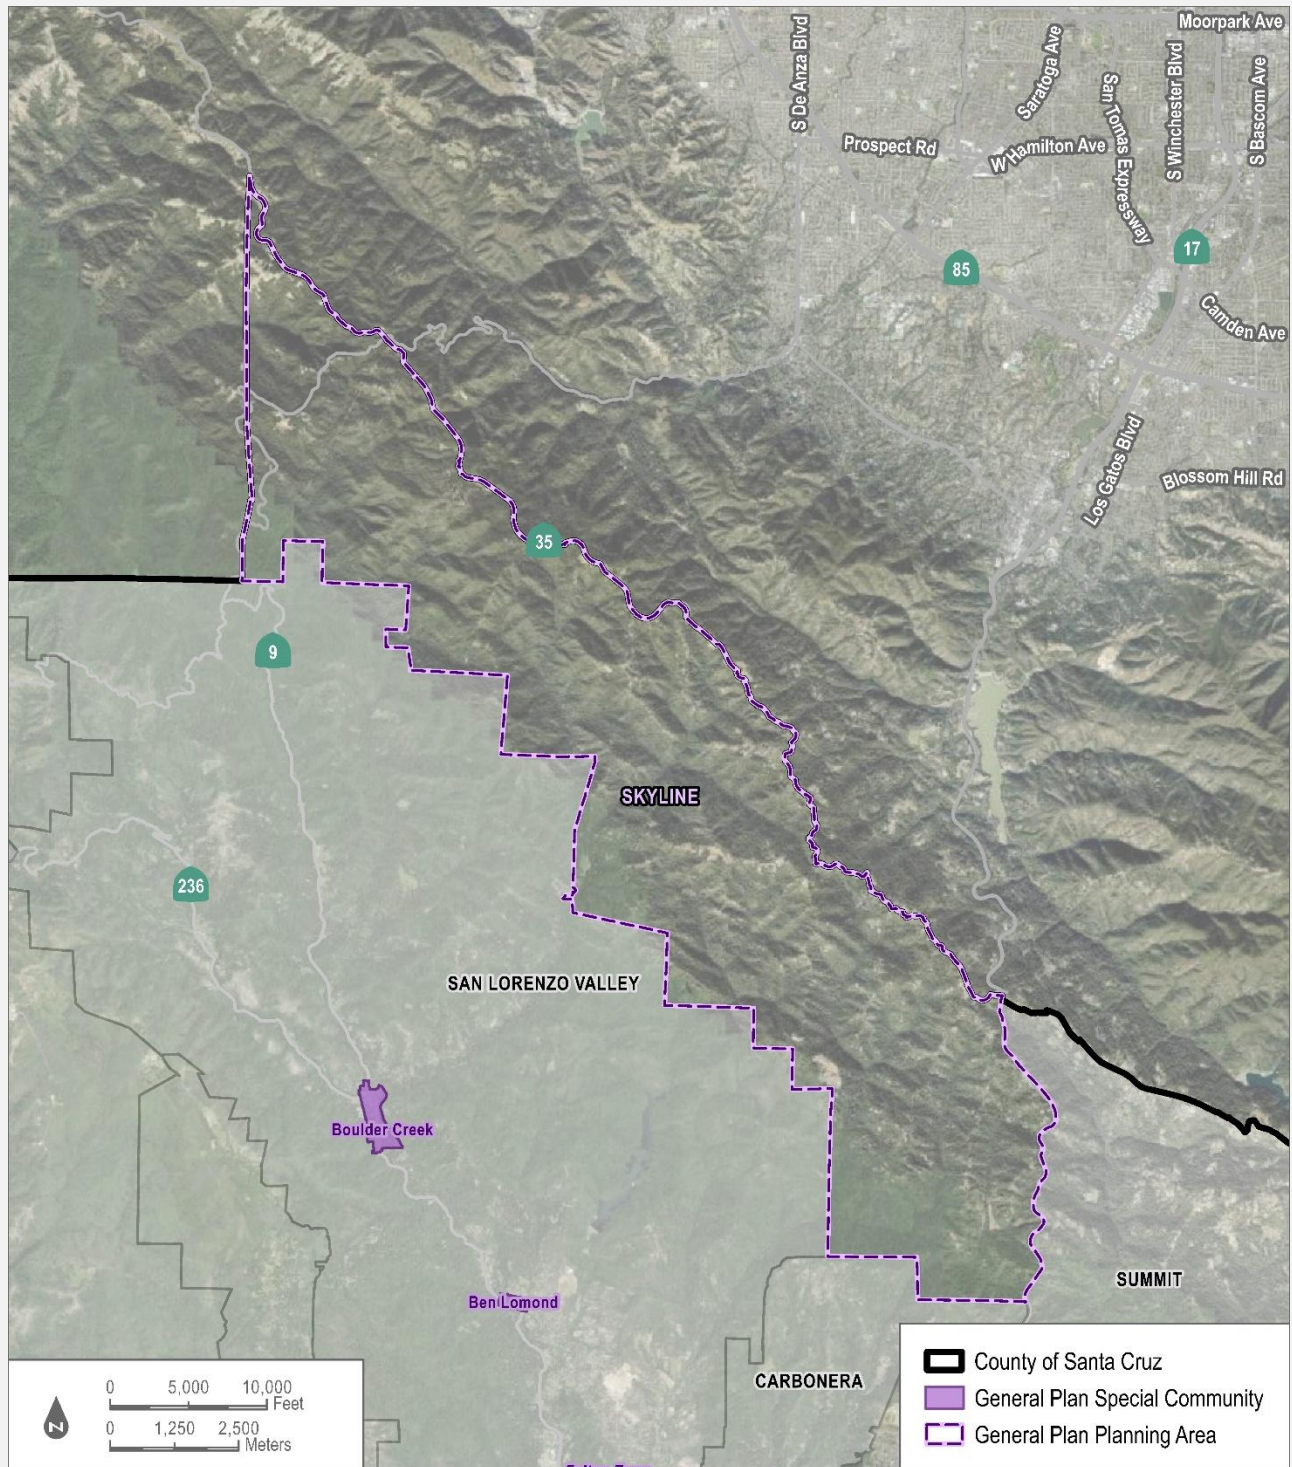 Moorpark Ave
S De Anza Blvd
Saratoga Ave
San Tomas Expressway
S Winchester Blvd
S Bascom Ave
Prospect Rd
W Hamilton Ave
17
85
Camden Ave
Los Gatos Blvd
Blossom Hill Rd
35
9
SKYLINE
236
SAN LORENZO VALLEY
Boulder Creek
SUMMIT
Ben Lomond
CARBONERA
County of Santa Cruz
General Plan Special Community
General Plan Planning Area
N
0 5,000 10,000
Feet
0 1,250 2,500
Meters